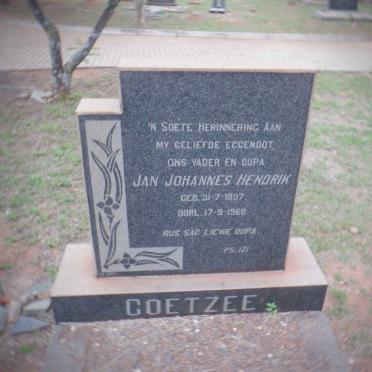 'N SOETE HERINNERING AAN
MY GELIEFDE EGGENOOT,
ONS VADER EN OUPA
JAN JOHANNES HENDRIK
GEB. 31-7-1897
OORL. 17-9-1968
RUS SAG LIEWE OUPA
PS. 121
COETZEE